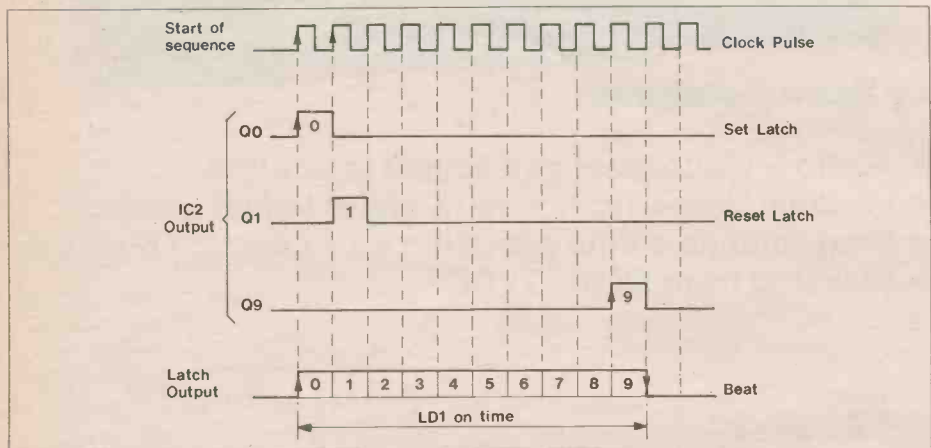 Start of
sequence
Clock Pulse
Q0
0
Set Latch
IC2
Output
Q1
1
Reset Latch
Q9
9
Latch
Output
0 1 2 3 4 5 6 7 8 9
Beat
LD1 on time